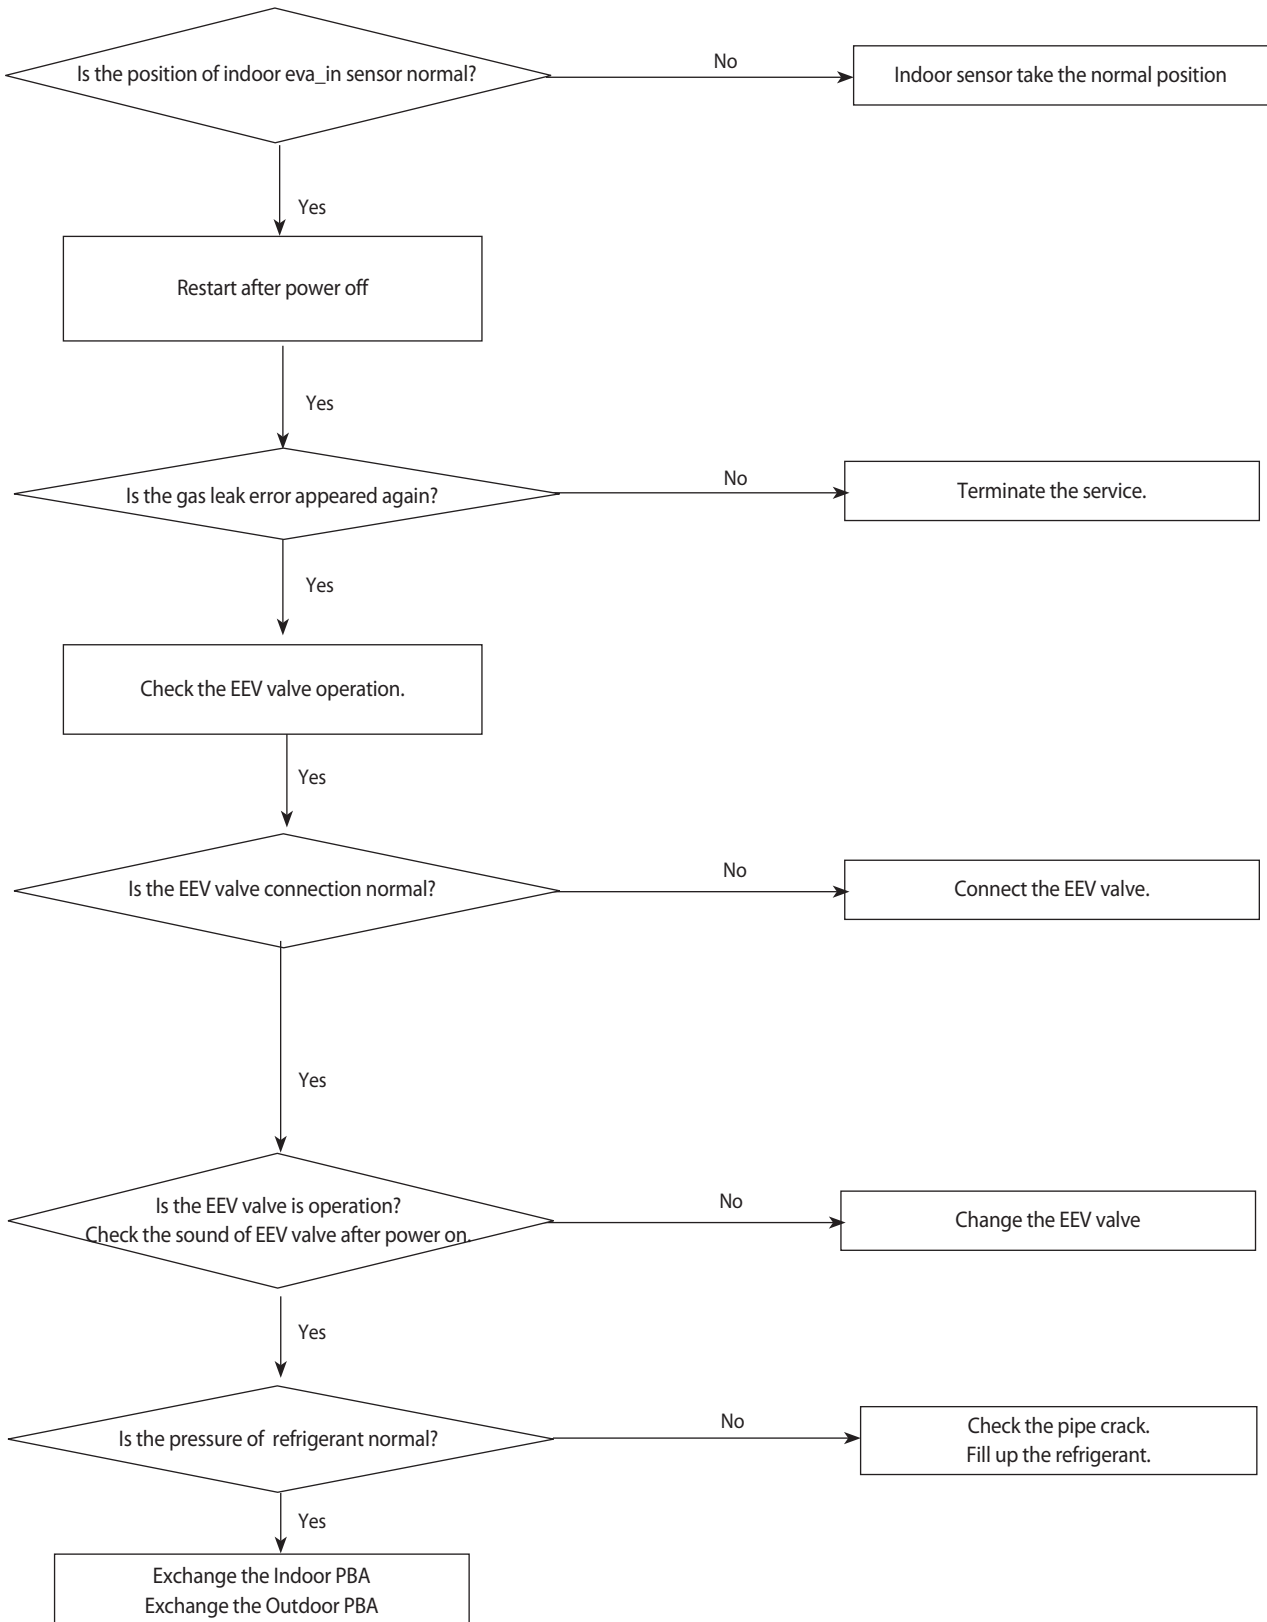 Is the position of indoor eva_in sensor normal?
No
Indoor sensor take the normal position
Yes
Restart after power off
Yes
Is the gas leak error appeared again?
No
Terminate the service.
Yes
Check the EEV valve operation.
Yes
Is the EEV valve connection normal?
No
Connect the EEV valve.
Yes
Is the EEV valve is operation?
Check the sound of EEV valve after power on.
No
Change the EEV valve
Yes
Is the pressure of refrigerant normal?
No
Check the pipe crack.
Fill up the refrigerant.
Yes
Exchange the Indoor PBA
Exchange the Outdoor PBA